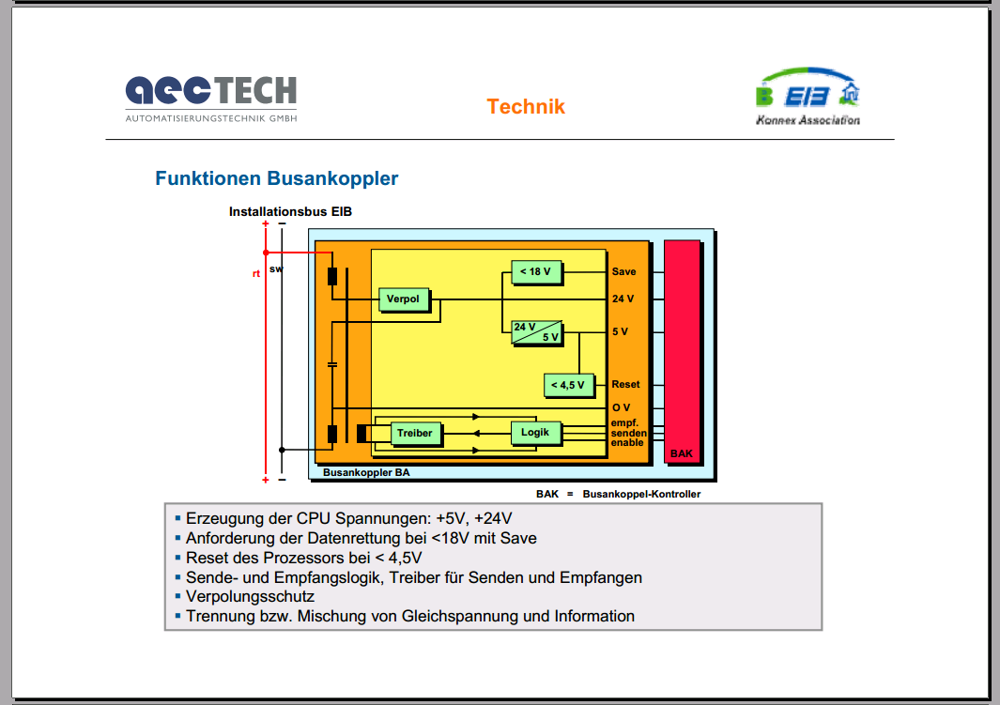 aecTECH
AUTOMATISIERUNGSTECHNIK GMBH
Technik
B EIB
Konnex Association
Funktionen Busankoppler
Installationsbus EIB
+ –
rt
sw
< 18 V
Save
Verpol
24 V
24 V
5 V
5 V
< 4,5 V
Reset
O V
empf.
Treiber
Logik
senden
enable
BAK
Busankoppler BA
+ –
BAK = Busankoppel-Kontroller
▪ Erzeugung der CPU Spannungen: +5V, +24V
▪ Anforderung der Datenrettung bei <18V mit Save
▪ Reset des Prozessors bei < 4,5V
▪ Sende- und Empfangslogik, Treiber für Senden und Empfangen
▪ Verpolungsschutz
▪ Trennung bzw. Mischung von Gleichspannung und Information